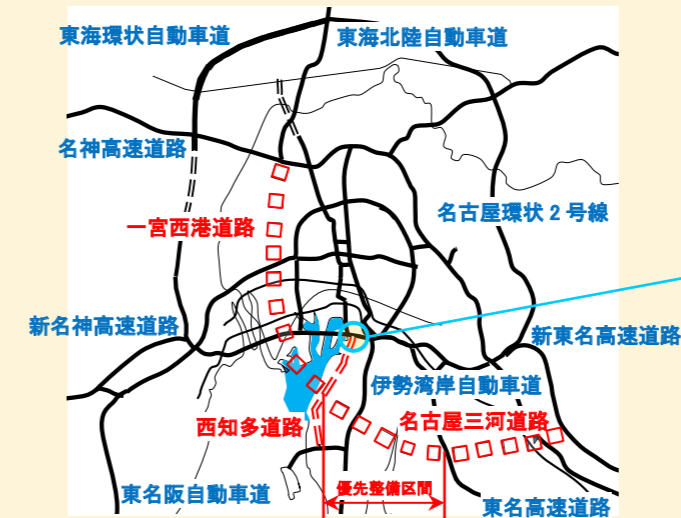 東海環状自動車道
東海北陸自動車道
名神高速道路
名古屋環状2号線
一宮西港道路
新名神高速道路
新東名高速道路
伊勢湾岸自動車道
西知多道路
名古屋三河道路
優先整備区間
東名阪自動車道
東名高速道路